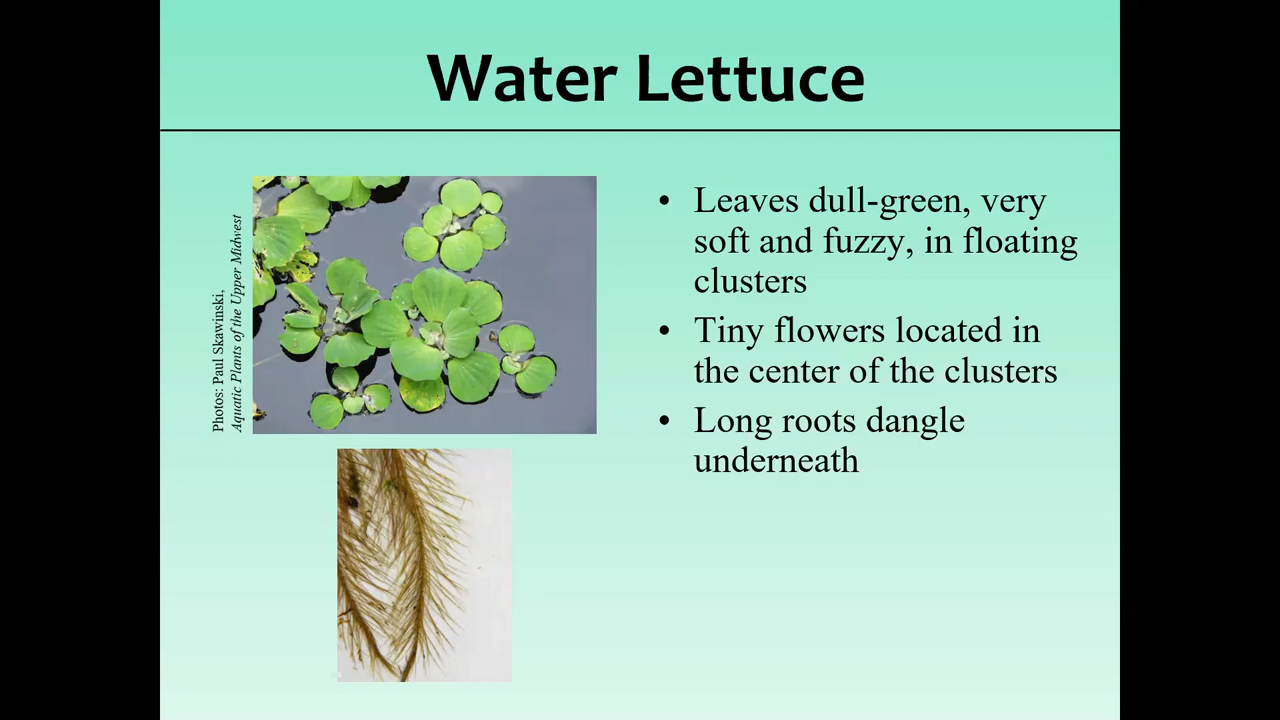 Water Lettuce
Photos: Paul Skawinski,
Aquatic Plants of the Upper Midwest
• Leaves dull-green, very
soft and fuzzy, in floating
clusters
• Tiny flowers located in
the center of the clusters
• Long roots dangle
underneath